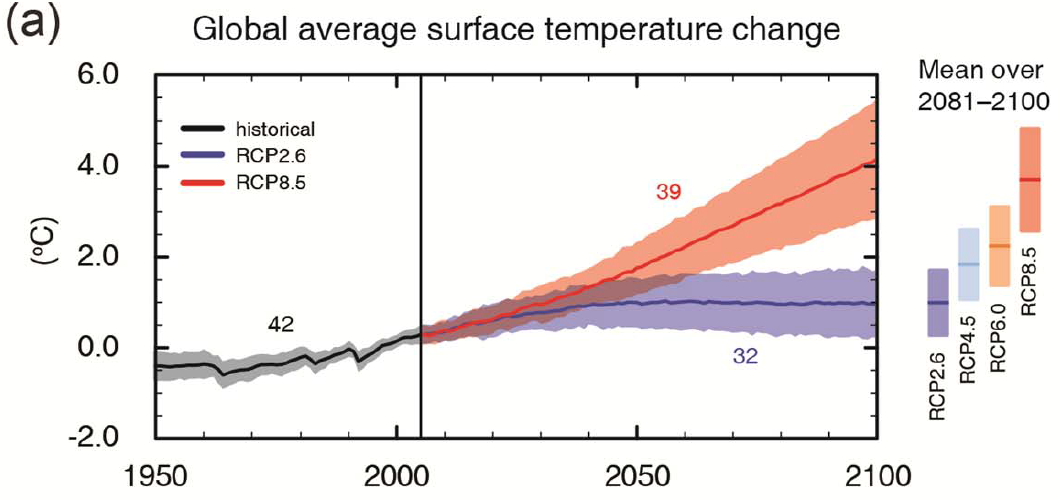 (a)
Global average surface temperature change
6.0
4.0
2.0
0.0
-2.0
(ºC)
historical
RCP2.6
RCP8.5
42
39
32
1950
2000
2050
2100
Mean over
2081–2100
RCP2.6
RCP4.5
RCP6.0
RCP8.5